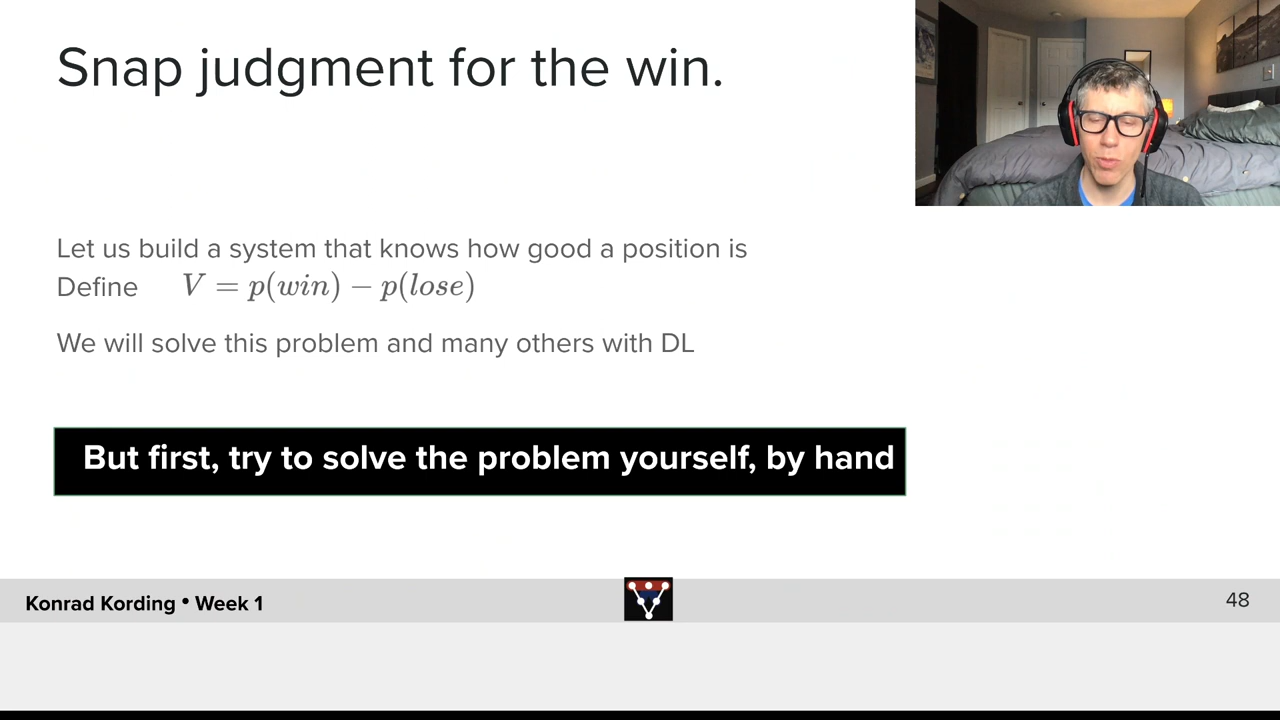 Snap judgment for the win.
Let us build a system that knows how good a position is
Define V = p(win) − p(lose)
We will solve this problem and many others with DL
But first, try to solve the problem yourself, by hand
Konrad Kording • Week 1
48